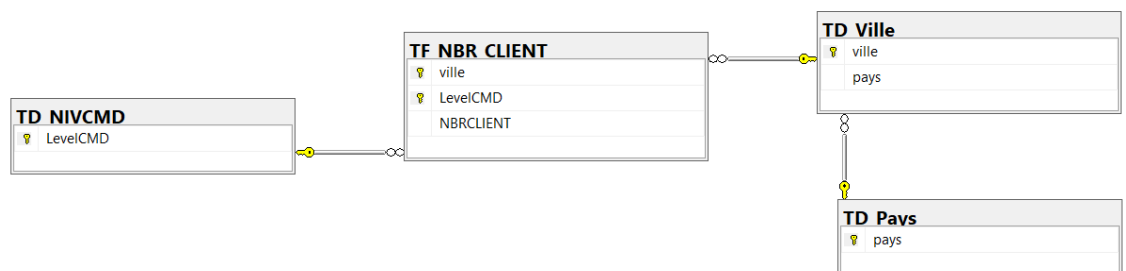 TD_NIVCMD
LevelCMD
TF_NBR_CLIENT
ville
LevelCMD
NBRCLIENT
TD_Ville
ville
pays
TD_Pays
pays